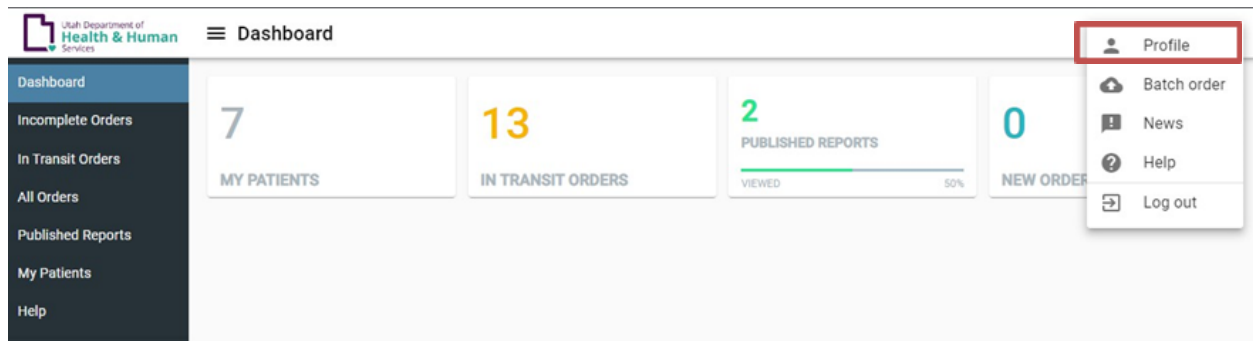 Utah Department of
Health & Human
Services
Dashboard
Dashboard
Incomplete Orders
In Transit Orders
All Orders
Published Reports
My Patients
Help
7
MY PATIENTS
13
IN TRANSIT ORDERS
2
PUBLISHED REPORTS
VIEWED 50%
0
NEW ORDER
Profile
Batch order
News
Help
Log out